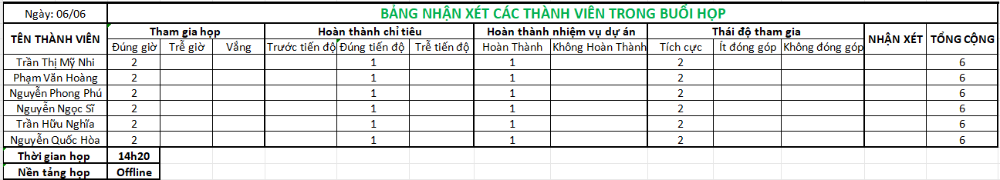 Ngày: 06/06 BẢNG NHẬN XÉT CÁC THÀNH VIÊN TRONG BUỔI HỌP
TÊN THÀNH VIÊN Tham gia họp Hoàn thành chỉ tiêu Hoàn thành nhiệm vụ dự án Thái độ tham gia NHẬN XÉT TỔNG CỘNG
Đúng giờ Trễ giờ Vắng Trước tiến độ Đúng tiến độ Trễ tiến độ Hoàn Thành Không Hoàn Thành Tích cực Ít đóng góp Không đóng góp
Trần Thị Mỹ Nhi 2 1 1 2 6
Phạm Văn Hoàng 2 1 1 2 6
Nguyễn Phong Phú 2 1 1 2 6
Nguyễn Ngọc Sĩ 2 1 1 2 6
Trần Hữu Nghĩa 2 1 1 2 6
Nguyễn Quốc Hòa 2 1 1 2 6
Thời gian họp 14h20
Nền tảng họp Offline